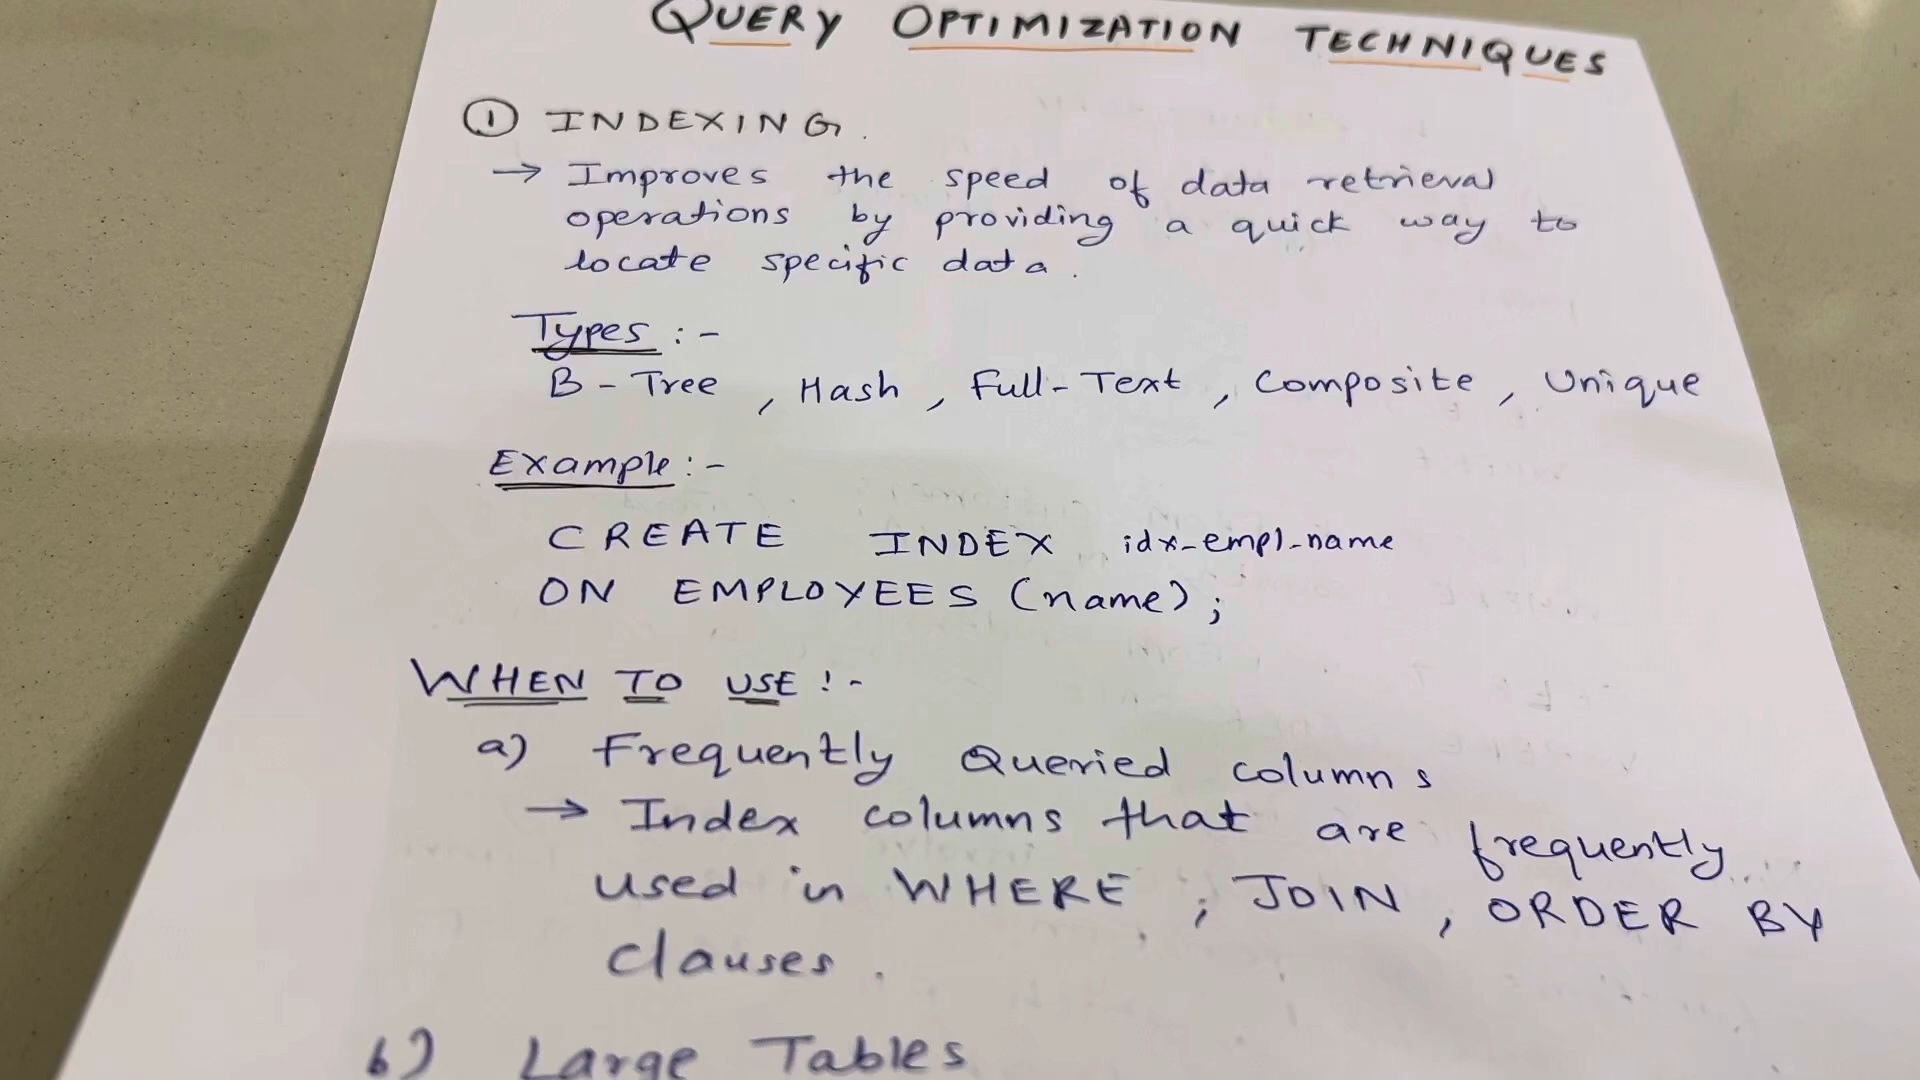 QUERY OPTIMIZATION TECHNIQUES
① INDEXING.
→ Improves the speed of data retrieval
operations by providing a quick way to
locate specific data.
Types :-
B-Tree, Hash, Full-Text, Composite, Unique
Example :-
CREATE INDEX idx-empl-name
ON EMPLOYEES (name);
WHEN TO USE :-
a) Frequently Queried columns
→ Index columns that are frequently
used in WHERE, JOIN, ORDER BY
clauses.
b) Large Tables